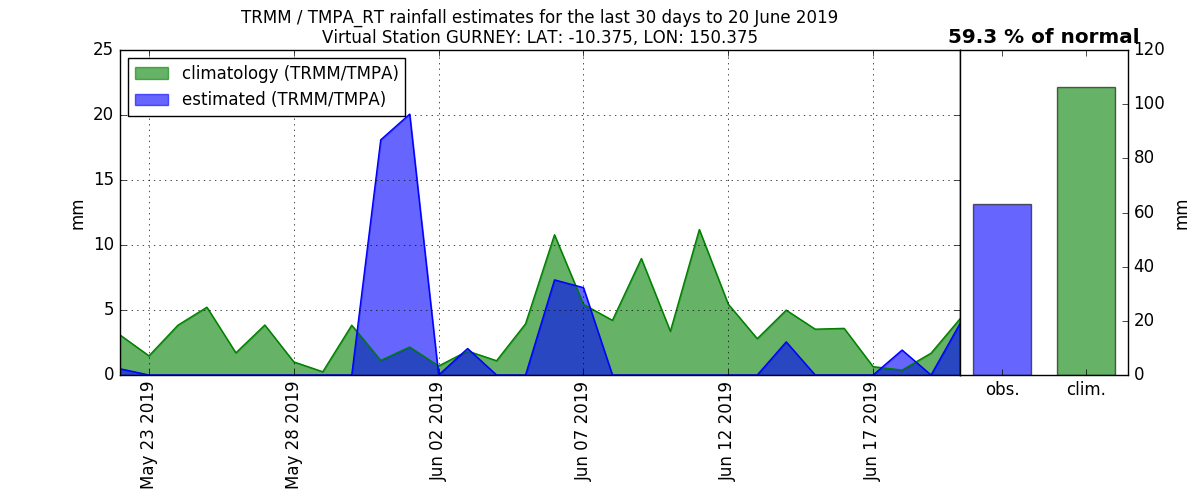 TRMM / TMPA_RT rainfall estimates for the last 30 days to 20 June 2019
Virtual Station GURNEY: LAT: -10.375, LON: 150.375
59.3 % of normal
climatology (TRMM/TMPA)
estimated (TRMM/TMPA)
25
20
15
10
5
0
mm
May 23 2019
May 28 2019
Jun 02 2019
Jun 07 2019
Jun 12 2019
Jun 17 2019
obs.
clim.
120
100
80
60
40
20
0
mm